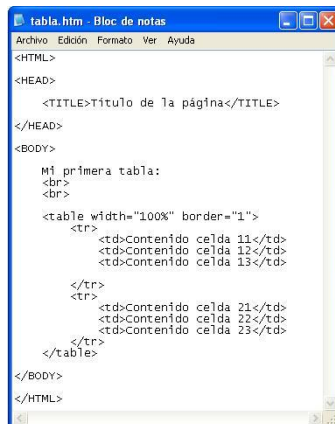 tabla.htm - Bloc de notas
Archivo Edición Formato Ver Ayuda
<HTML>
<HEAD>
<TITLE>Título de la página</TITLE>
</HEAD>
<BODY>
Mi primera tabla:
<br>
<br>
<table width="100%" border="1">
<tr>
<td>Contenido celda 11</td>
<td>Contenido celda 12</td>
<td>Contenido celda 13</td>
</tr>
<tr>
<td>Contenido celda 21</td>
<td>Contenido celda 22</td>
<td>Contenido celda 23</td>
</tr>
</table>
</BODY>
</HTML>